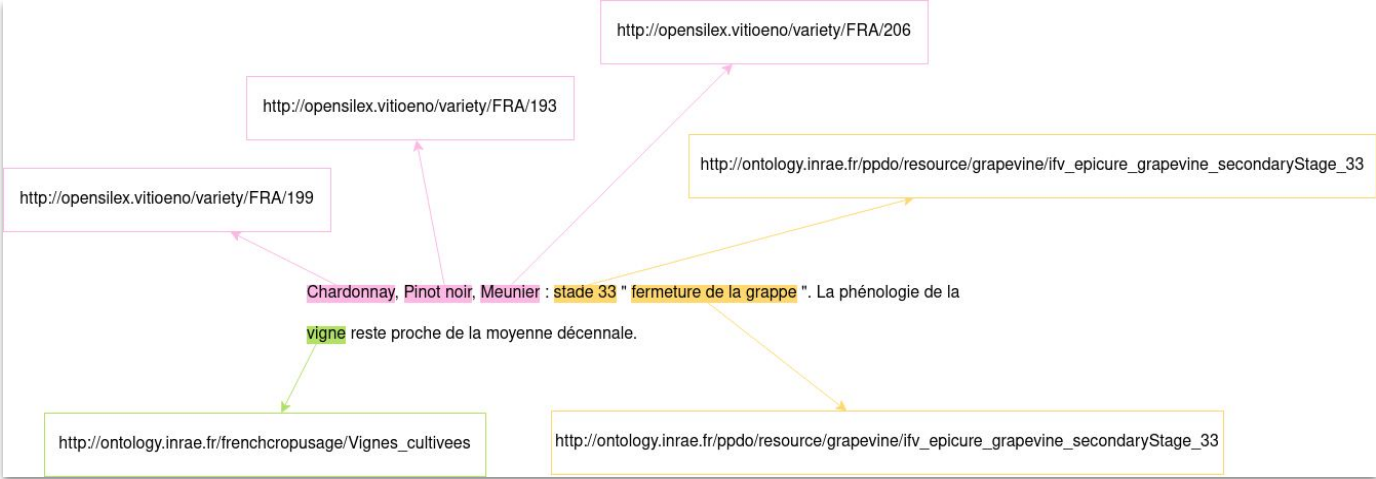 http://opensilex.vitioeno/variety/FRA/206
http://opensilex.vitioeno/variety/FRA/193
http://ontology.inrae.fr/ppdo/resource/grapevine/ifv_epicure_grapevine_secondaryStage_33
http://opensilex.vitioeno/variety/FRA/199
Chardonnay, Pinot noir, Meunier : stade 33 " fermeture de la grappe ". La phénologie de la
vigne reste proche de la moyenne décennale.
http://ontology.inrae.fr/frenchcropusage/Vignes_cultivees
http://ontology.inrae.fr/ppdo/resource/grapevine/ifv_epicure_grapevine_secondaryStage_33